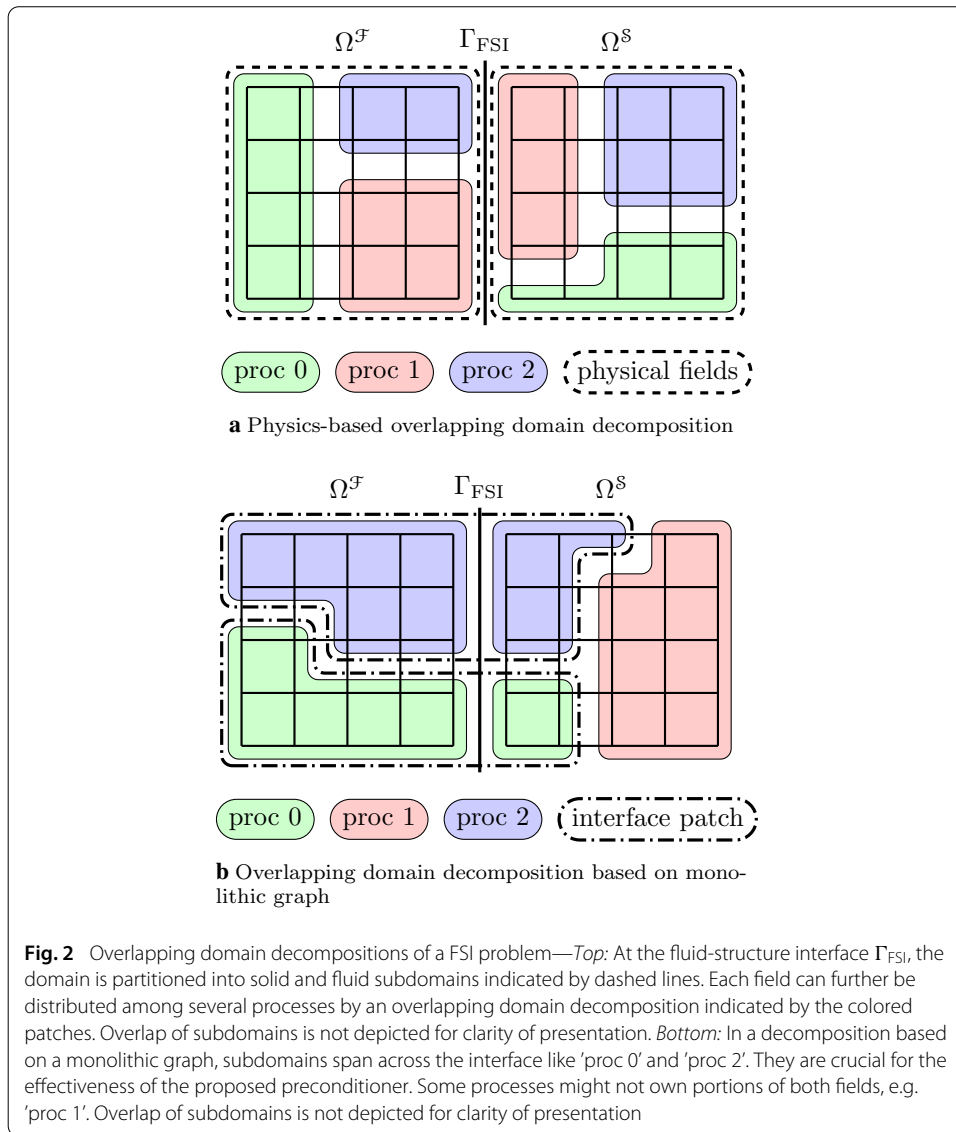 Ω^ℱ Γ_FSI Ω^𝒮
proc 0 proc 1 proc 2 physical fields
a Physics-based overlapping domain decomposition
Ω^ℱ Γ_FSI Ω^𝒮
proc 0 proc 1 proc 2 interface patch
b Overlapping domain decomposition based on mono-
lithic graph
Fig. 2 Overlapping domain decompositions of a FSI problem—Top: At the fluid-structure interface Γ_FSI, the
domain is partitioned into solid and fluid subdomains indicated by dashed lines. Each field can further be
distributed among several processes by an overlapping domain decomposition indicated by the colored
patches. Overlap of subdomains is not depicted for clarity of presentation. Bottom: In a decomposition based
on a monolithic graph, subdomains span across the interface like ’proc 0’ and ’proc 2’. They are crucial for the
effectiveness of the proposed preconditioner. Some processes might not own portions of both fields, e.g.
’proc 1’. Overlap of subdomains is not depicted for clarity of presentation